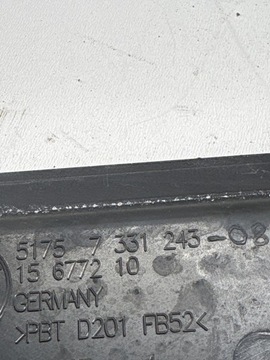 5175 7 331 243-08
15 6772 10
GERMANY
>PBT D201 FB52<